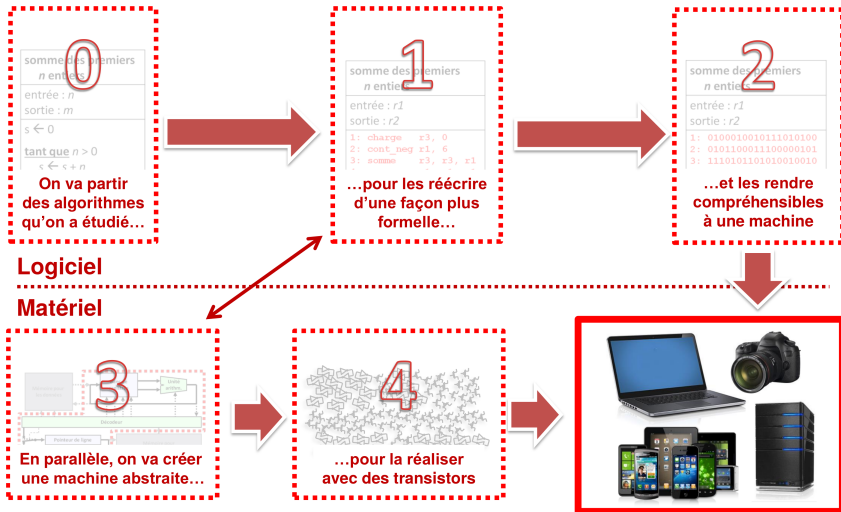 0
somme des premiers
n entiers
entrée : n
sortie : m
s ← 0
tant que n > 0
s ← s + n
On va partir
des algorithmes
qu'on a étudié…
1
somme des premiers
n entiers
entrée : r1
sortie : r2
1: charge r3, 0
2: cont_neg r1, 6
3: somme r3, r3, r1
…pour les réécrire
d'une façon plus
formelle…
2
somme des premiers
n entiers
entrée : r1
sortie : r2
1: 0100010010111010100
2: 0101100011100000101
3: 1110101101010010010
…et les rendre
compréhensibles
à une machine
Logiciel
Matériel
3
Décodeur
Pointeur de ligne
En parallèle, on va créer
une machine abstraite…
4
…pour la réaliser
avec des transistors